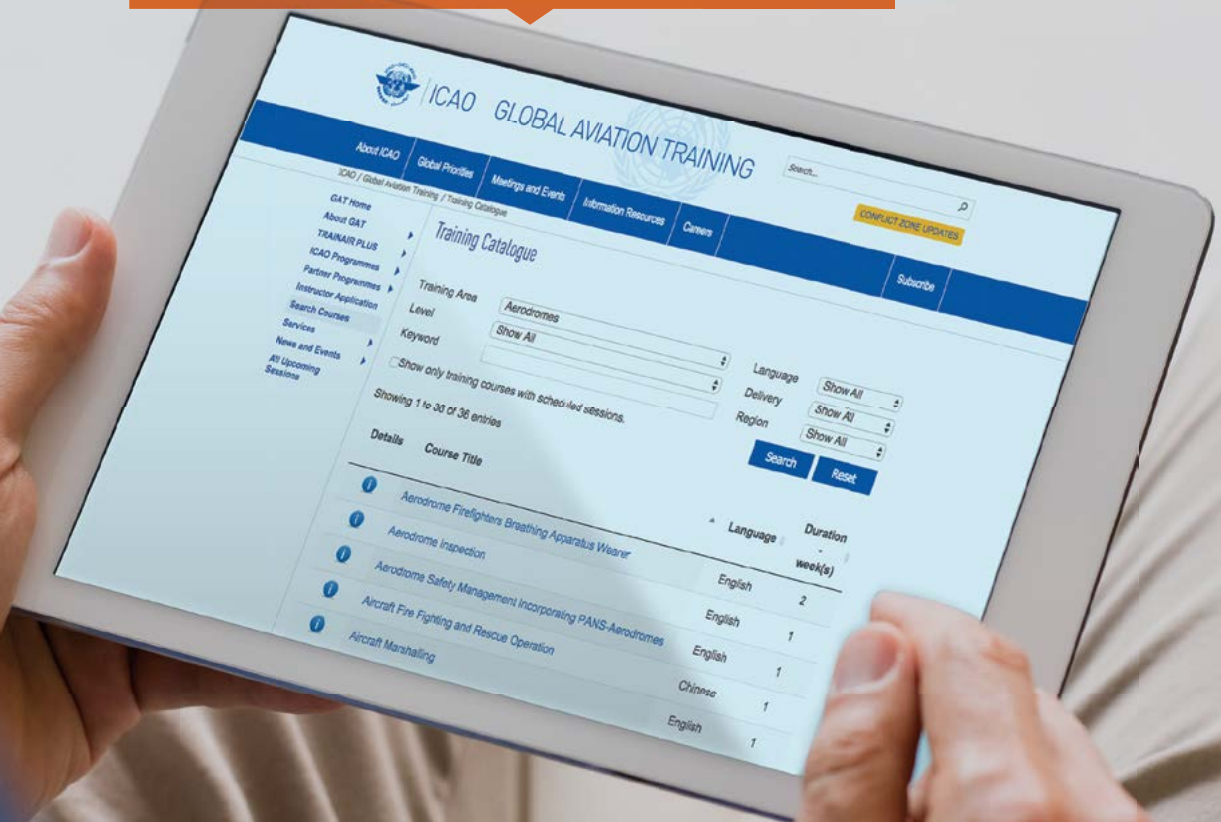 ICAO GLOBAL AVIATION TRAINING
Search...
CONFLICT ZONE UPDATES
About ICAO
Global Priorities
Meetings and Events
Information Resources
Careers
Subscribe
ICAO / Global Aviation Training / Training Catalogue
GAT Home
About GAT
TRAINAIR PLUS
ICAO Programmes
Partner Programmes
Instructor Application
Search Courses
Services
News and Events
All Upcoming
Sessions
Training Catalogue
Training Area Aerodromes
Level Show All
Keyword
Language Show All
Delivery Show All
Region Show All
Show only training courses with scheduled sessions.
Search Reset
Showing 1 to 36 of 36 entries
Details Course Title Language Duration
-
week(s)
Aerodrome Firefighters Breathing Apparatus Wearer English 2
Aerodrome Inspection English 1
Aerodrome Safety Management Incorporaing PANS-Aerodromes English 1
Aircraft Fire Fighting and Rescue Operation Chinese 1
Aircraft Marshalling English 1